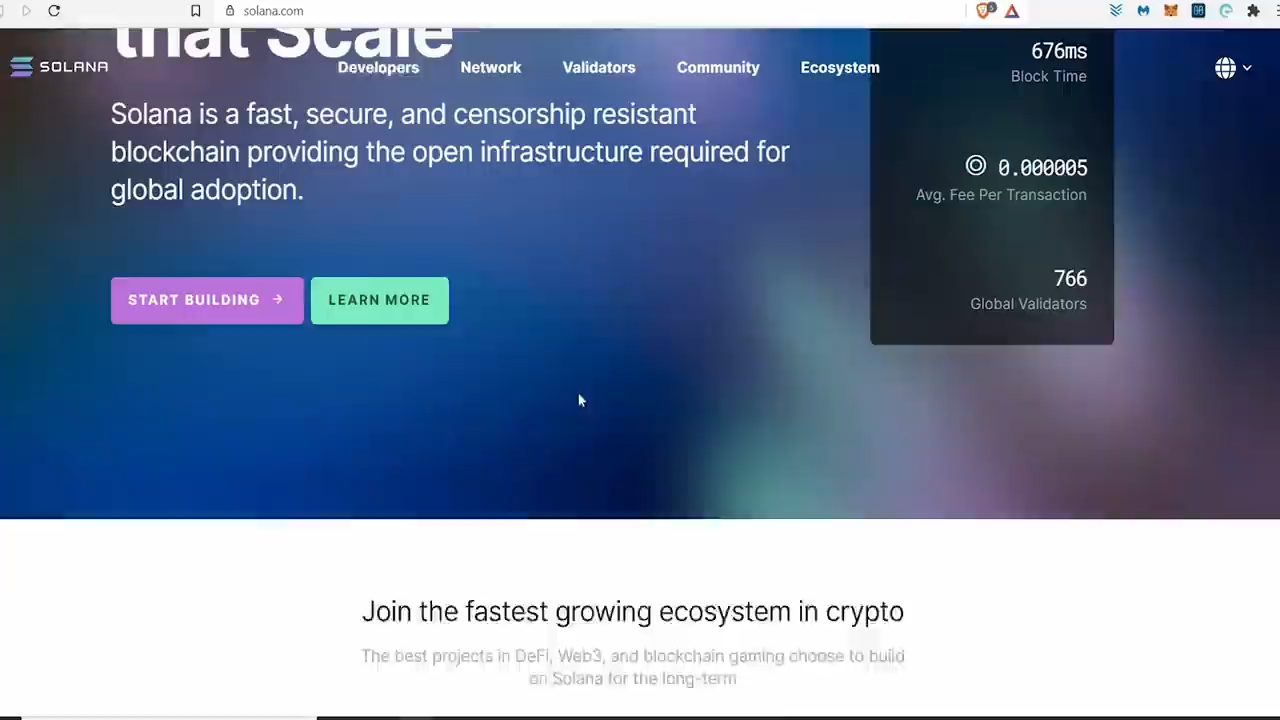 solana.com
that Scale
SOLANA
Developers
Network
Validators
Community
Ecosystem
676ms
Block Time
Solana is a fast, secure, and censorship resistant
blockchain providing the open infrastructure required for
global adoption.
0.000005
Avg. Fee Per Transaction
766
Global Validators
START BUILDING
LEARN MORE
Join the fastest growing ecosystem in crypto
The best projects in DeFi, Web3, and blockchain gaming choose to build
on Solana for the long-term